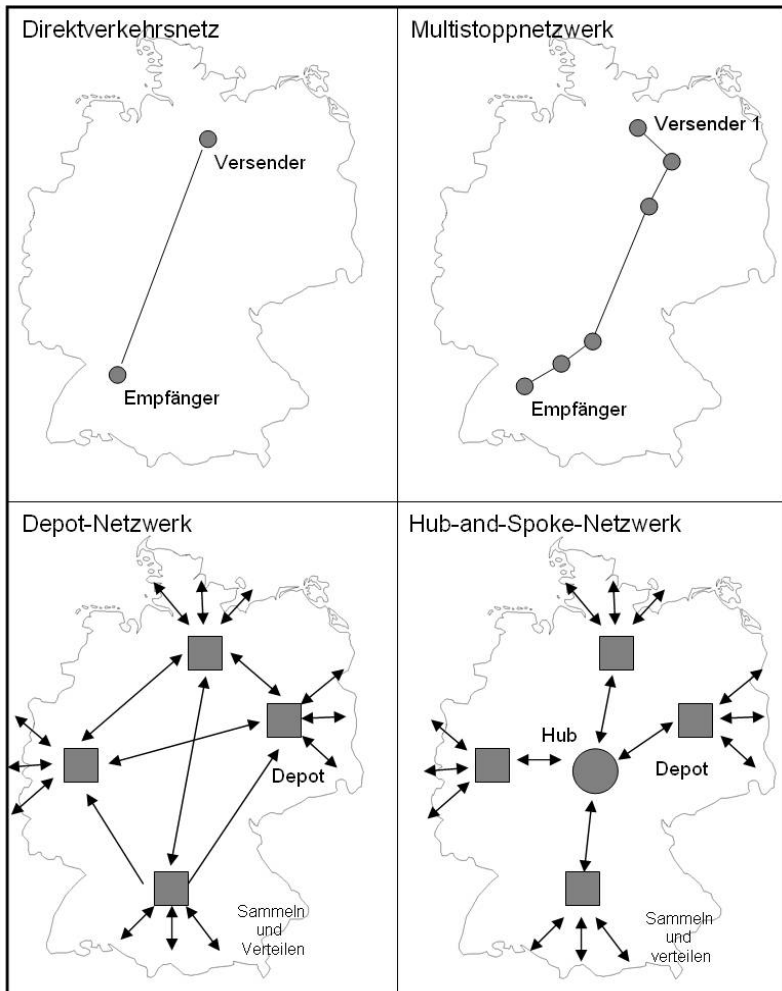 Direktverkehrsnetz
Versender
Empfänger
Multistoppnetzwerk
Versender 1
Empfänger
Depot-Netzwerk
Depot
Sammeln
und
Verteilen
Hub-and-Spoke-Netzwerk
Hub
Depot
Sammeln
und
verteilen